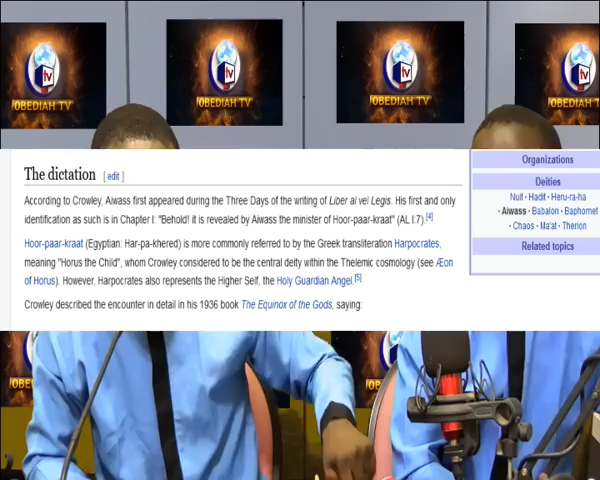 tv
OBEDIAH TV
tv
OBEDIAH TV
tv
OBEDIAH TV
tv
OBEDIAH T
The dictation [ edit ]
According to Crowley, Aiwass first appeared during the Three Days of the writing of Liber al vel Legis. His first and only
identification as such is in Chapter I: "Behold! it is revealed by Aiwass the minister of Hoor-paar-kraat" (AL I:7).[4]
Hoor-paar-kraat (Egyptian: Har-pa-khered) is more commonly referred to by the Greek transliteration Harpocrates,
meaning "Horus the Child", whom Crowley considered to be the central deity within the Thelemic cosmology (see Æon
of Horus). However, Harpocrates also represents the Higher Self, the Holy Guardian Angel.[5]
Crowley described the encounter in detail in his 1936 book The Equinox of the Gods, saying:
Organizations
Deities
Nuit · Hadit · Heru-ra-ha
· Aiwass · Babalon · Baphomet
· Chaos · Ma'at · Therion
Related topics
OB
OBED